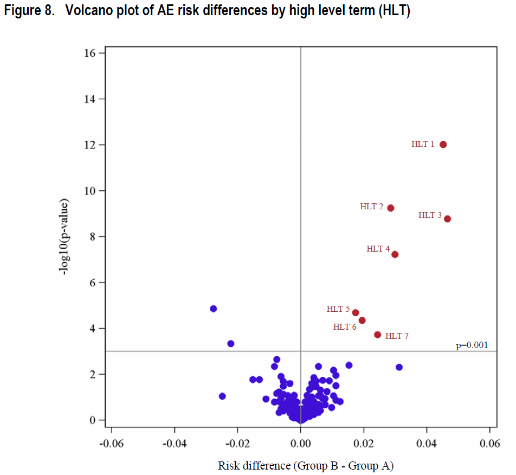 Figure 8. Volcano plot of AE risk differences by high level term (HLT)
16
14
12
10
8
6
4
2
0
-log10(p-value)
HLT 1
HLT 2
HLT 3
HLT 4
HLT 5
HLT 6
HLT 7
p=0.001
-0.06 -0.04 -0.02 0.00 0.02 0.04 0.06
Risk difference (Group B - Group A)